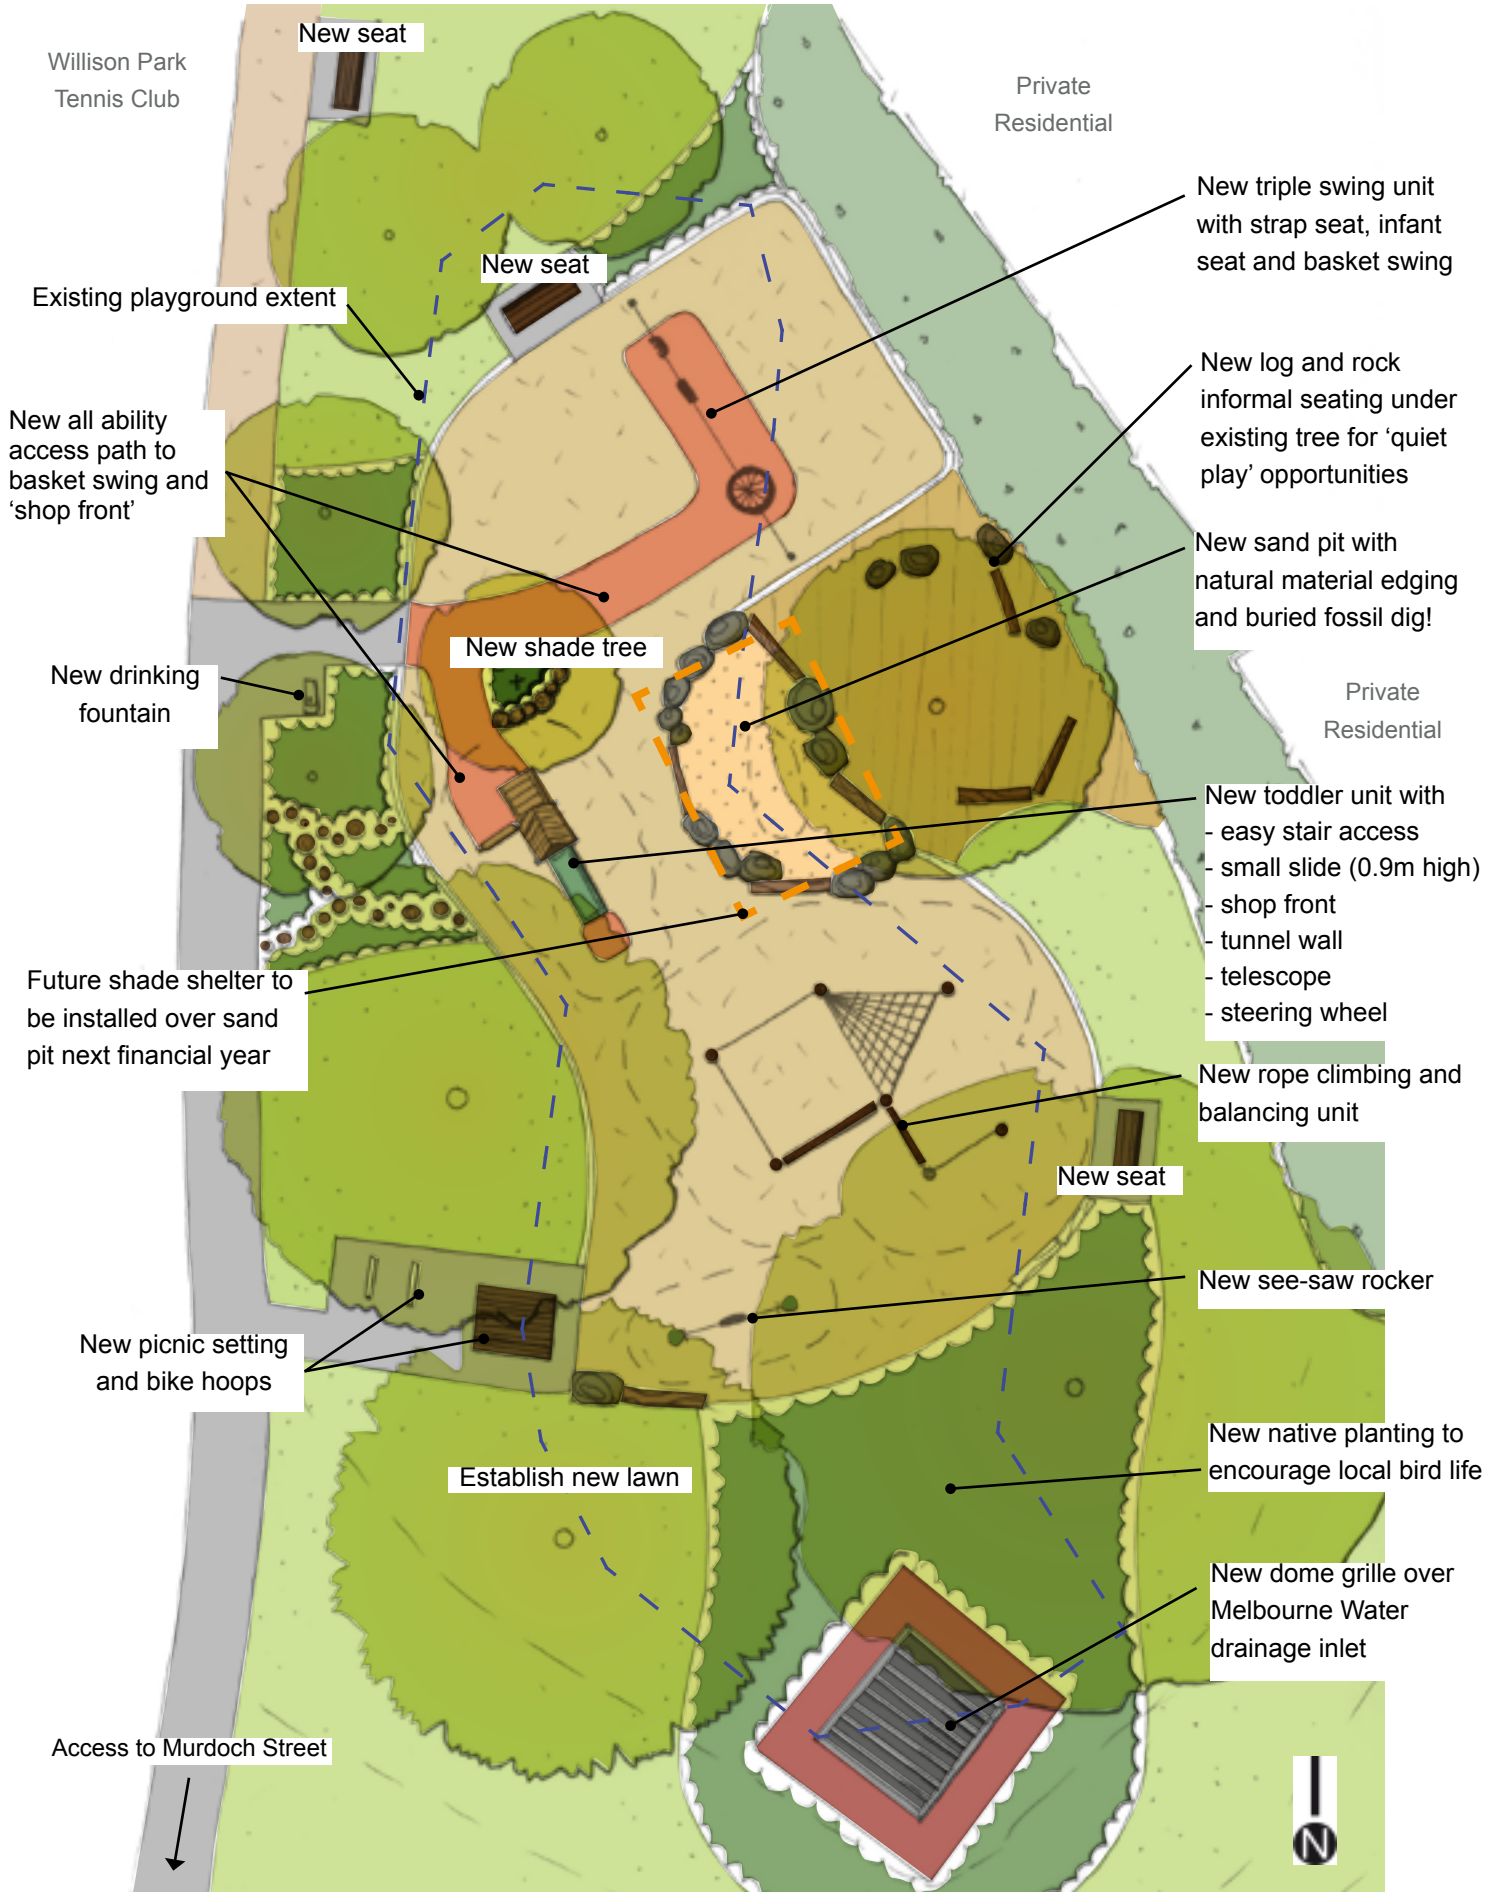 New seat
Willison Park
Tennis Club
Private
Residential
New triple swing unit
with strap seat, infant
seat and basket swing
New seat
Existing playground extent
New log and rock
informal seating under
existing tree for ‘quiet
play’ opportunities
New all ability
access path to
basket swing and
‘shop front’
New sand pit with
natural material edging
and buried fossil dig!
New shade tree
New drinking
fountain
Private
Residential
New toddler unit with
- easy stair access
- small slide (0.9m high)
- shop front
- tunnel wall
- telescope
- steering wheel
Future shade shelter to
be installed over sand
pit next financial year
New rope climbing and
balancing unit
New seat
New see-saw rocker
New picnic setting
and bike hoops
New native planting to
encourage local bird life
Establish new lawn
New dome grille over
Melbourne Water
drainage inlet
Access to Murdoch Street
N